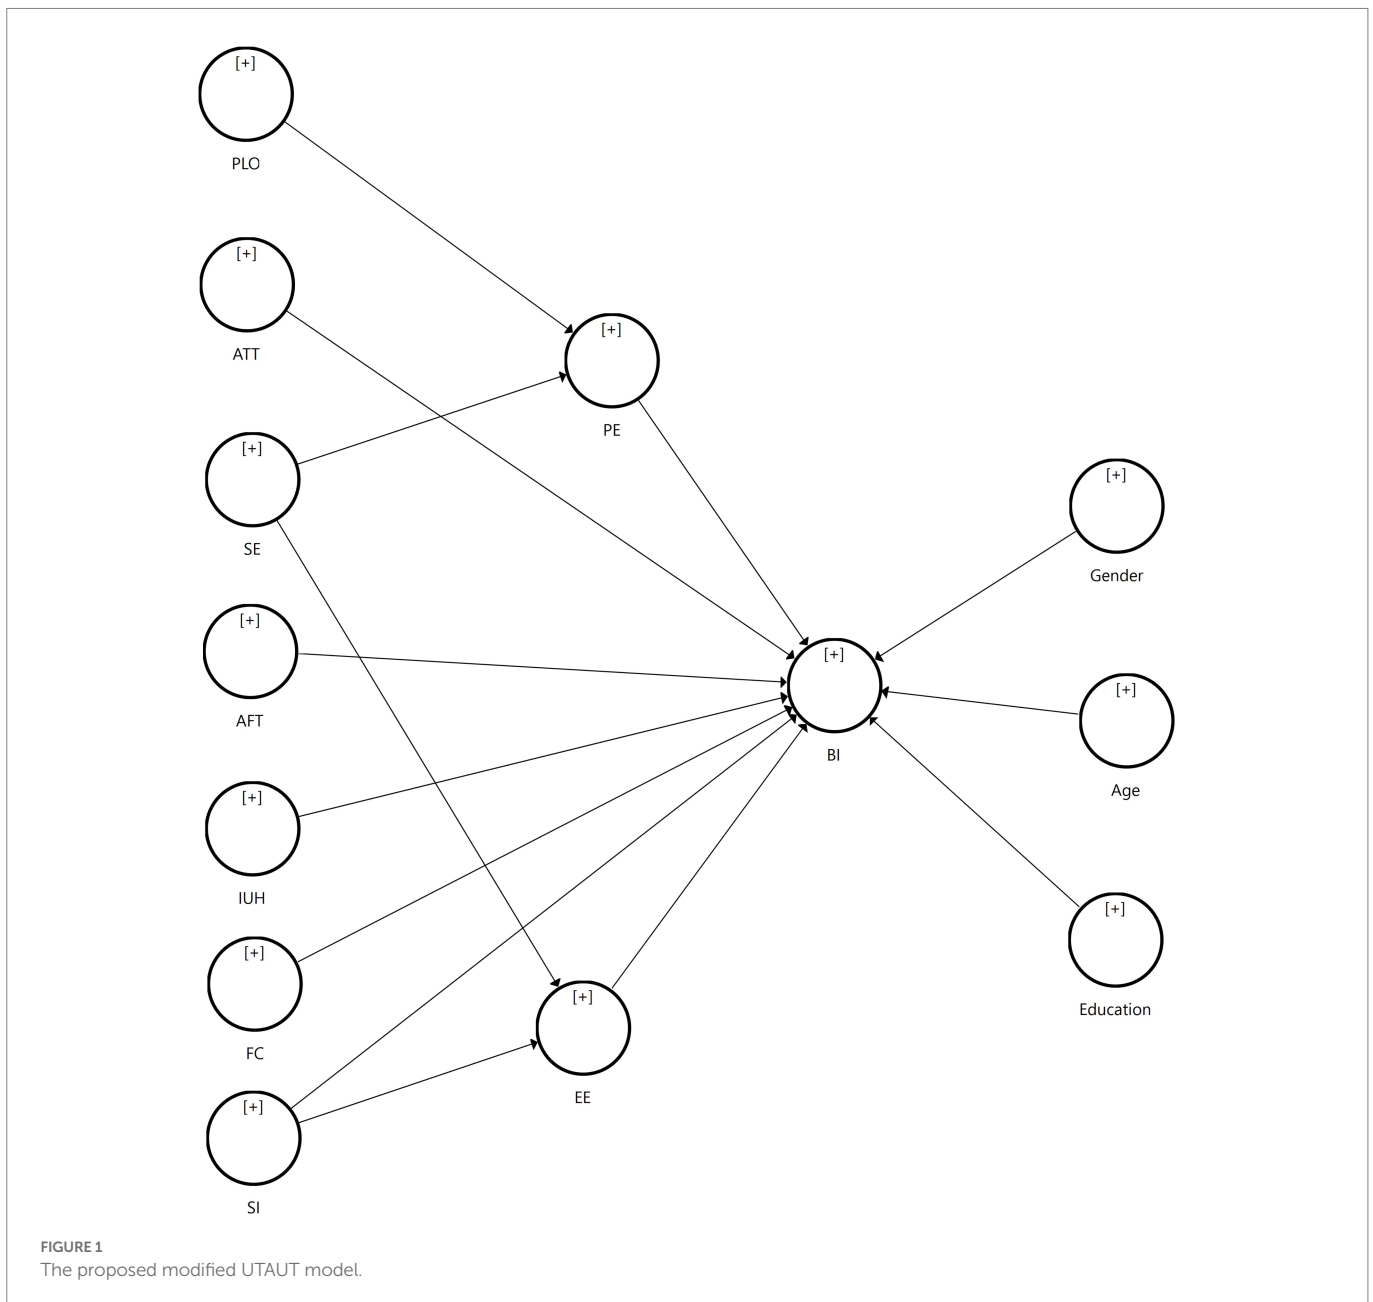 [+]
PLO
[+]
ATT
[+]
PE
[+]
SE
[+]
Gender
[+]
AFT
[+]
BI
[+]
Age
[+]
IUH
[+]
FC
[+]
EE
[+]
Education
[+]
SI
FIGURE 1
The proposed modified UTAUT model.